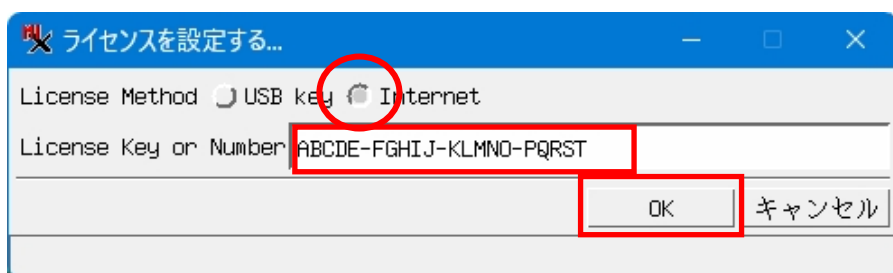 ライセンスを設定する...
License Method USB key Internet
License Key or Number ABCDE-FGHIJ-KLMNO-PQRST
OK キャンセル